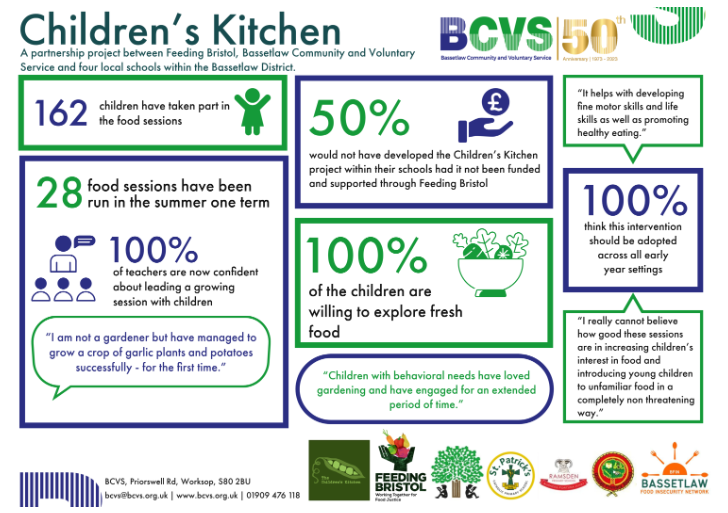 Children's Kitchen
A partnership project between Feeding Bristol, Bassetlaw Community and Voluntary
Service and four local schools within the Bassetlaw District.
BCVS
50th
Bassetlaw Community and Voluntary Service
Anniversary | 1973 - 2023
162
children have taken part in
the food sessions
28
food sessions have been
run in the summer one term
100%
of teachers are now confident
about leading a growing
session with children
"I am not a gardener but have managed to
grow a crop of garlic plants and potatoes
successfully - for the first time."
50%
£
would not have developed the Children's Kitchen
project within their schools had it not been funded
and supported through Feeding Bristol
100%
of the children are
willing to explore fresh
food
"Children with behavioral needs have loved
gardening and have engaged for an extended
period of time."
"It helps with developing
fine motor skills and life
skills as well as promoting
healthy eating."
100%
think this intervention
should be adopted
across all early
year settings
"I really cannot believe
how good these sessions
are in increasing children's
interest in food and
introducing young children
to unfamiliar food in a
completely non threatening
way."
BCVS, Priorswell Rd, Worksop, S80 2BU
bcvs@bcvs.org.uk | www.bcvs.org.uk | 01909 476 118
The
Children's Kitchen
FEEDING
BRISTOL
Working Together for
Food Justice
St. Patrick's
RAMSDEN
BFIN
BASSETLAW
FOOD INSECURITY NETWORK